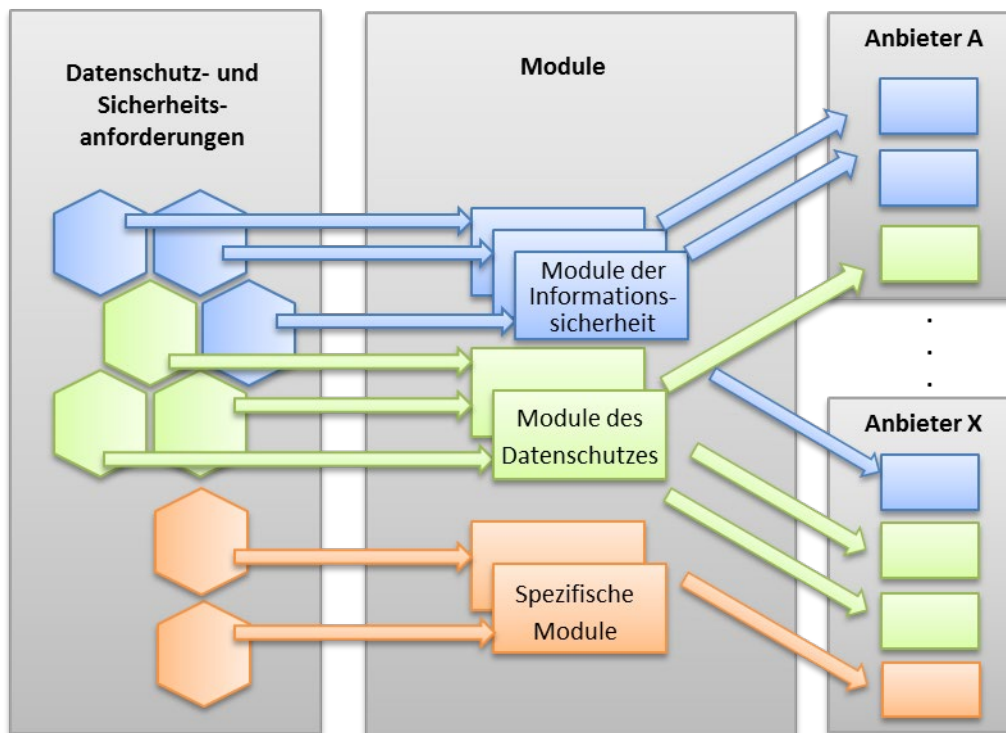 Datenschutz- und
Sicherheits-
anforderungen
Module
Module der
Informations-
sicherheit
Module des
Datenschutzes
Spezifische
Module
Anbieter A
.
.
.
Anbieter X